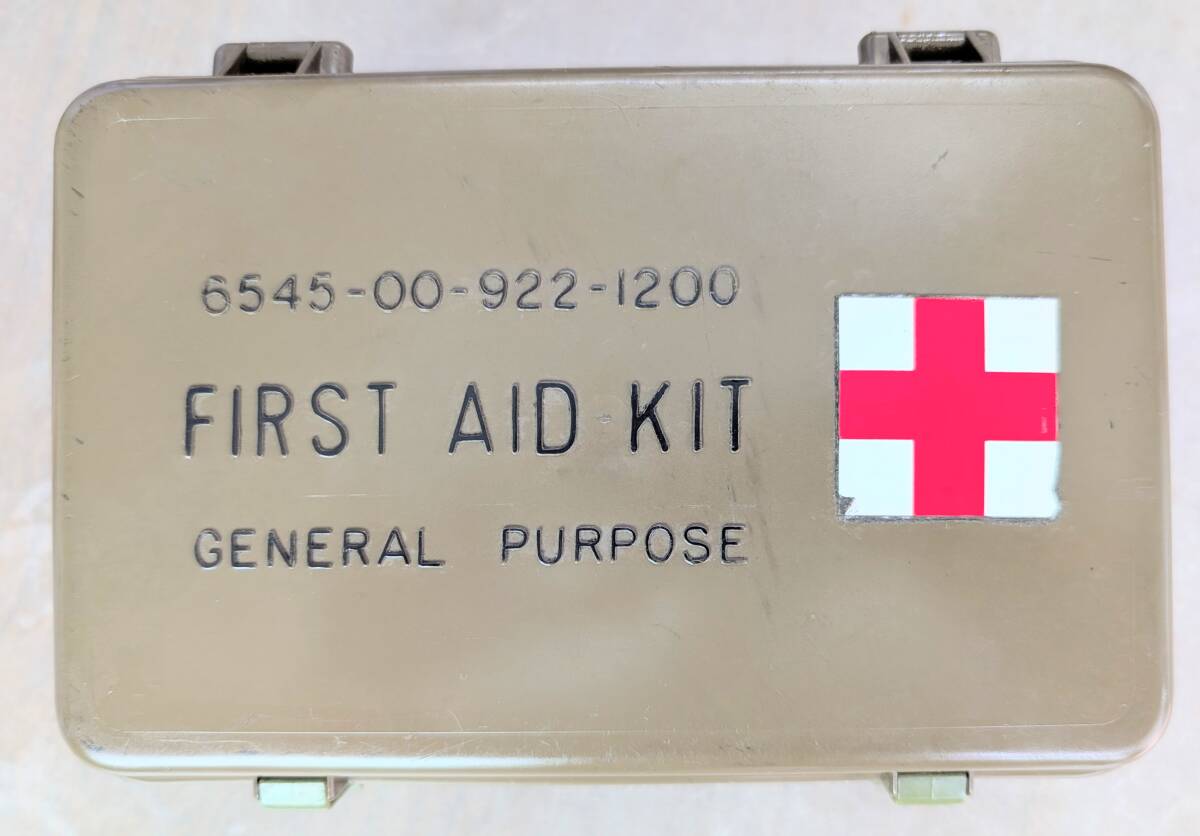 6545-00-922-1200
FIRST AID KIT
GENERAL PURPOSE